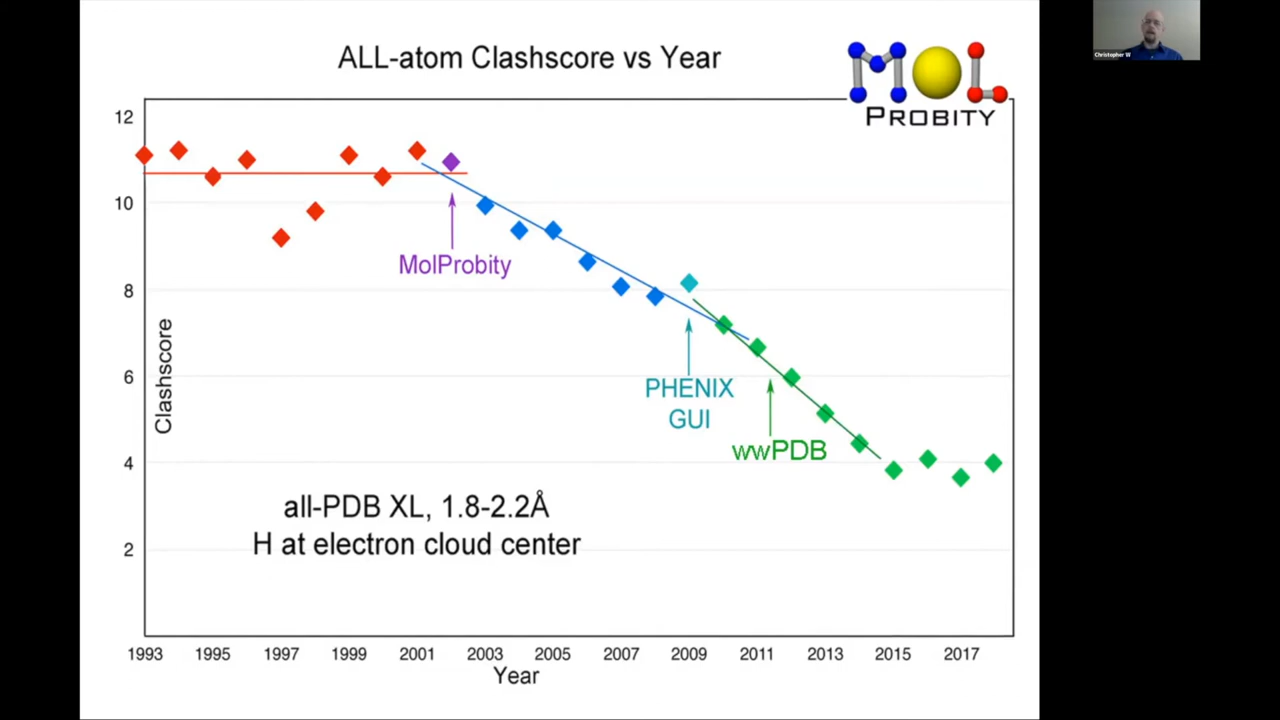 ALL-atom Clashscore vs Year
MOL
PROBITY
Christopher W
12
10
8
6
4
2
Clashscore
MolProbity
PHENIX
GUI
wwPDB
all-PDB XL, 1.8-2.2Å
H at electron cloud center
1993 1995 1997 1999 2001 2003 2005 2007 2009 2011 2013 2015 2017
Year